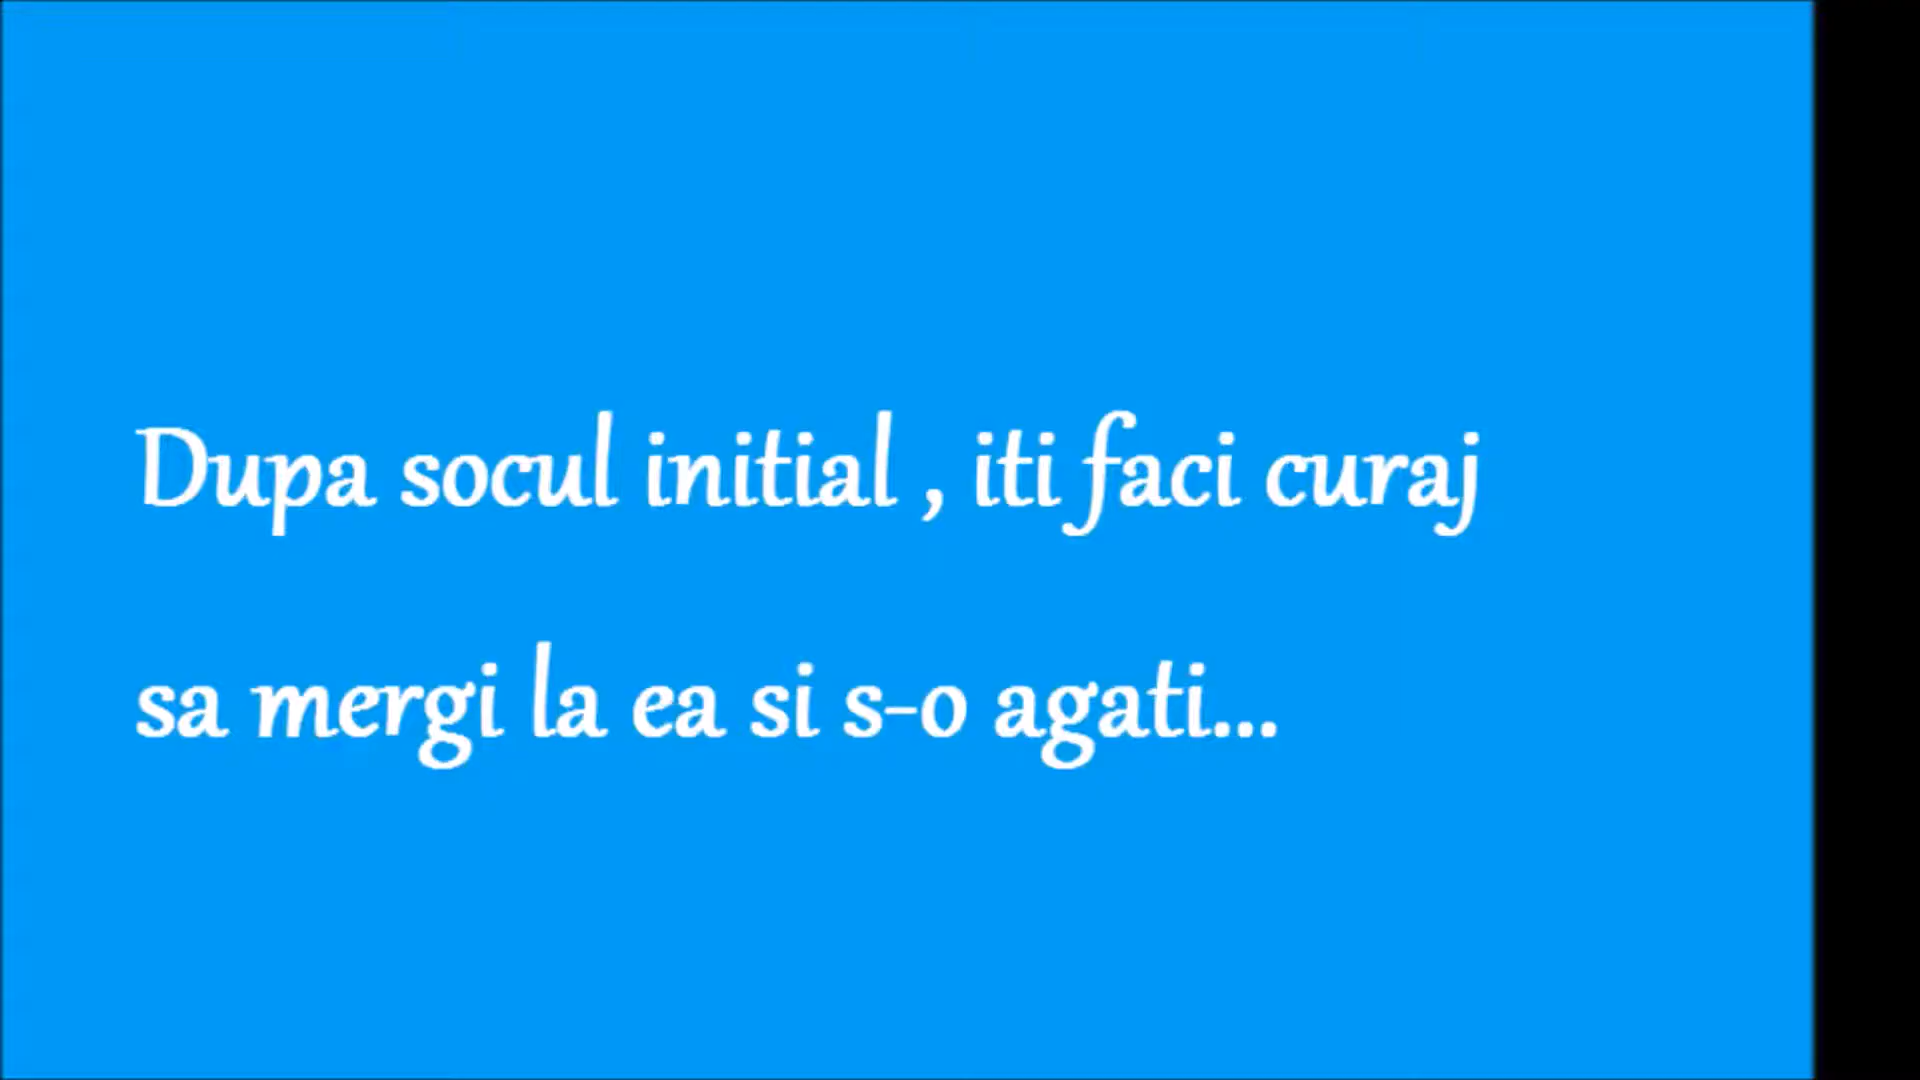 Dupa socul initial , iti faci curaj
sa mergi la ea si s-o agati...